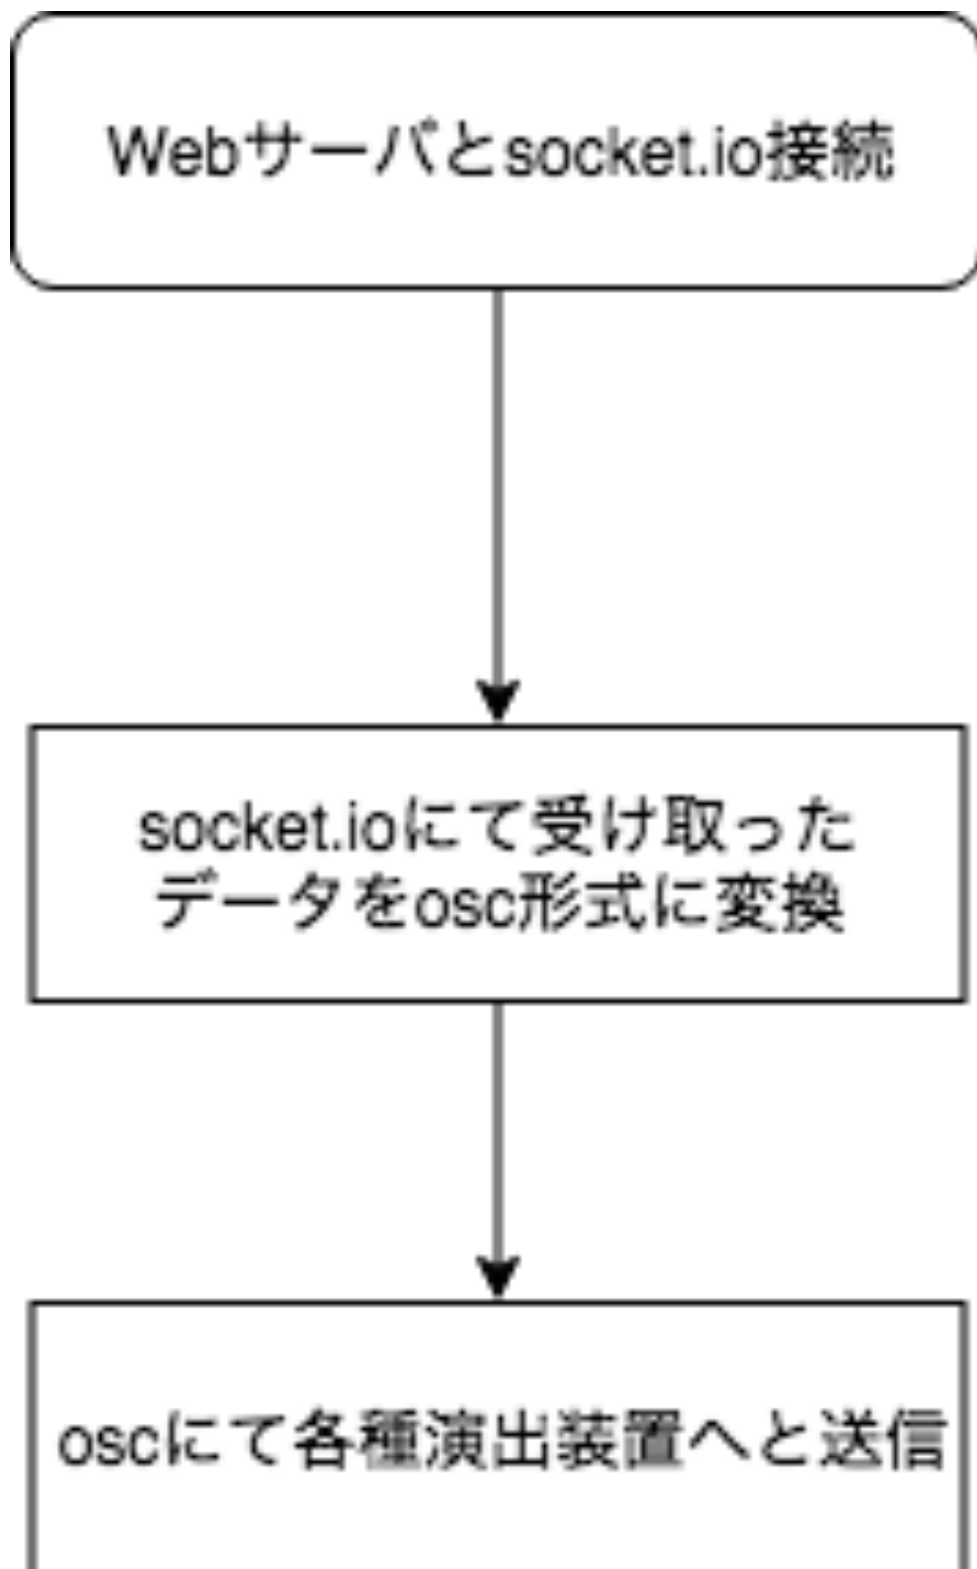 Webサーバとsocket.io接続
socket.ioにて受け取った
データをosc形式に変換
oscにて各種演出装置へと送信